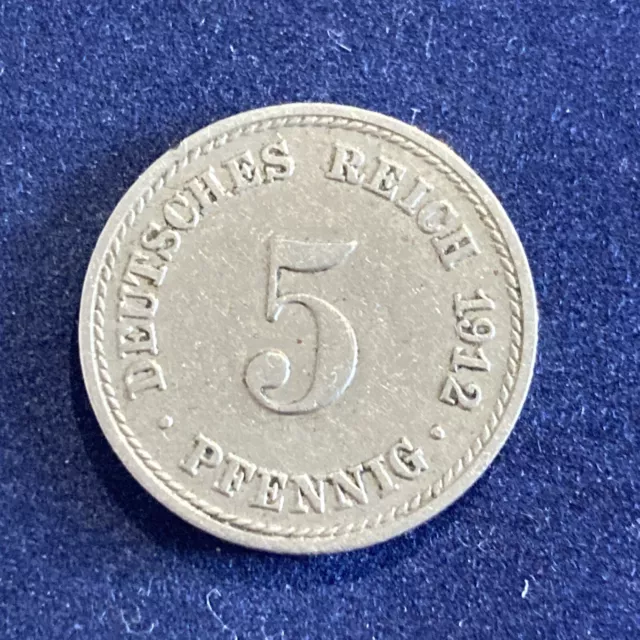 DEUTSCHES REICH 1912
5
· PFENNIG ·